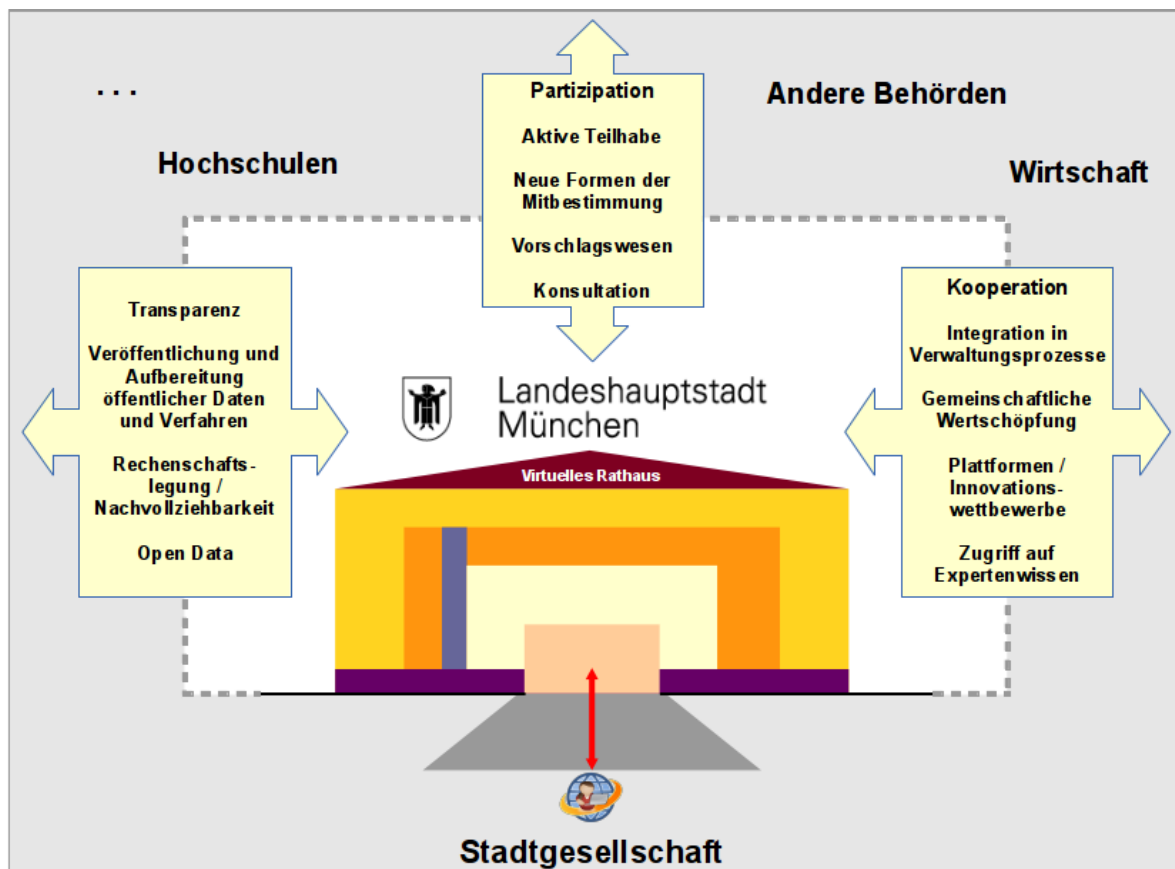 . . .
Andere Behörden
Hochschulen
Wirtschaft
Partizipation
Aktive Teilhabe
Neue Formen der
Mitbestimmung
Vorschlagswesen
Konsultation
Transparenz
Veröffentlichung und
Aufbereitung
öffentlicher Daten
und Verfahren
Rechenschafts-
legung /
Nachvollziehbarkeit
Open Data
Kooperation
Integration in
Verwaltungsprozesse
Gemeinschaftliche
Wertschöpfung
Plattformen /
Innovations-
wettbewerbe
Zugriff auf
Expertenwissen
Landeshauptstadt
München
Virtuelles Rathaus
Stadtgesellschaft